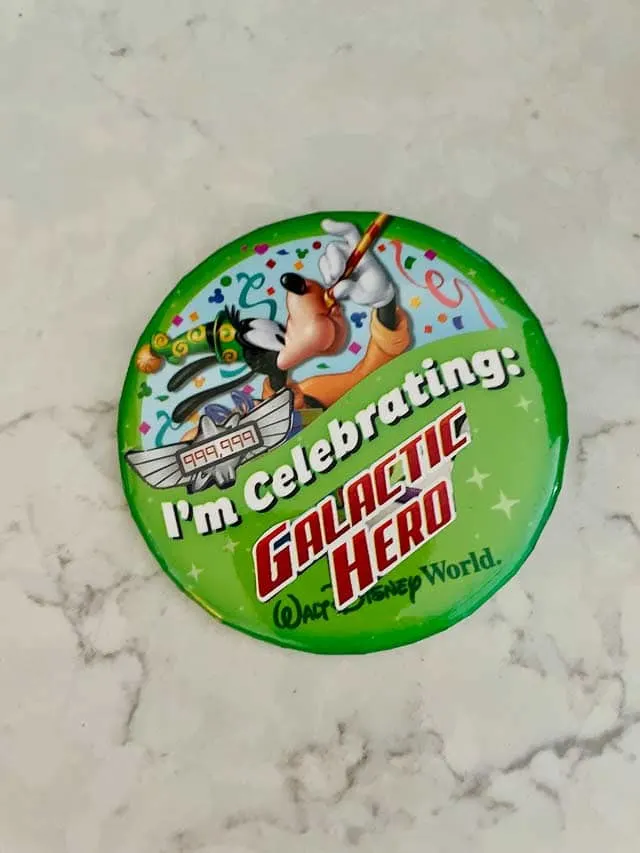 999,999
I'm Celebrating:
GALACTIC
HERO
WALT DISNEY World.